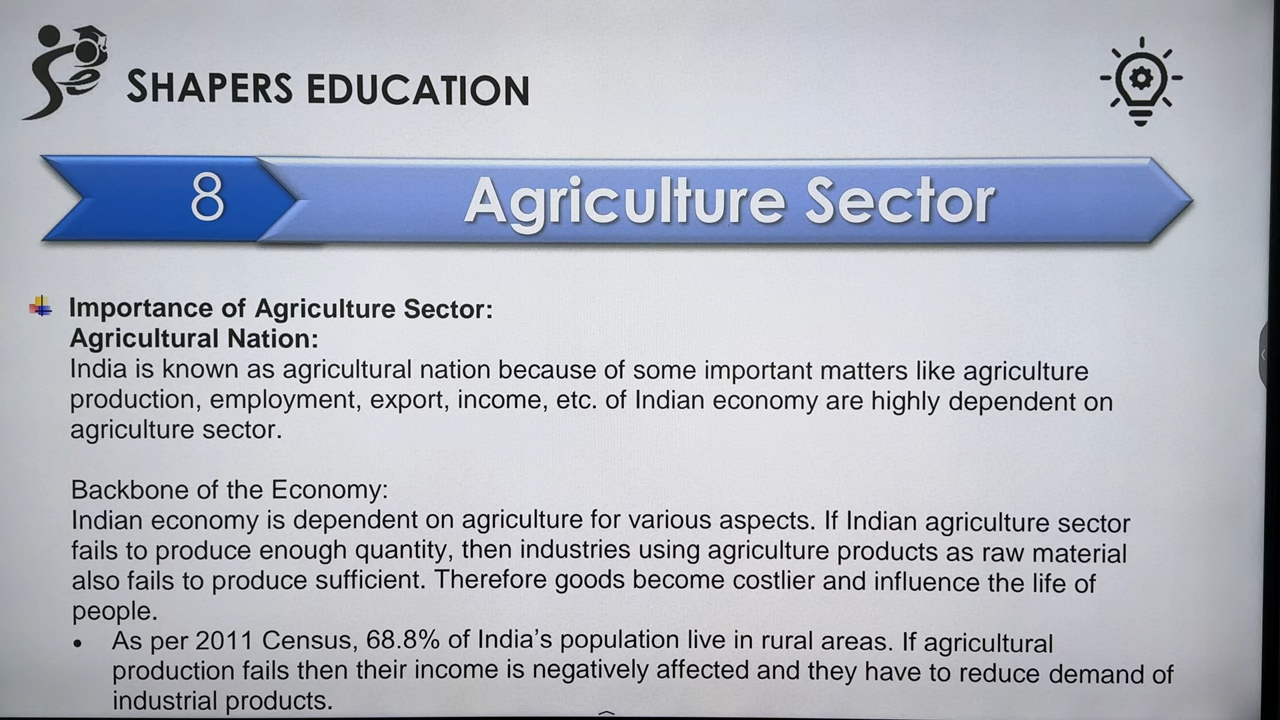 SHAPERS EDUCATION
8
Agriculture Sector
Importance of Agriculture Sector:
Agricultural Nation:
India is known as agricultural nation because of some important matters like agriculture
production, employment, export, income, etc. of Indian economy are highly dependent on
agriculture sector.
Backbone of the Economy:
Indian economy is dependent on agriculture for various aspects. If Indian agriculture sector
fails to produce enough quantity, then industries using agriculture products as raw material
also fails to produce sufficient. Therefore goods become costlier and influence the life of
people.
• As per 2011 Census, 68.8% of India's population live in rural areas. If agricultural
production fails then their income is negatively affected and they have to reduce demand of
industrial products.